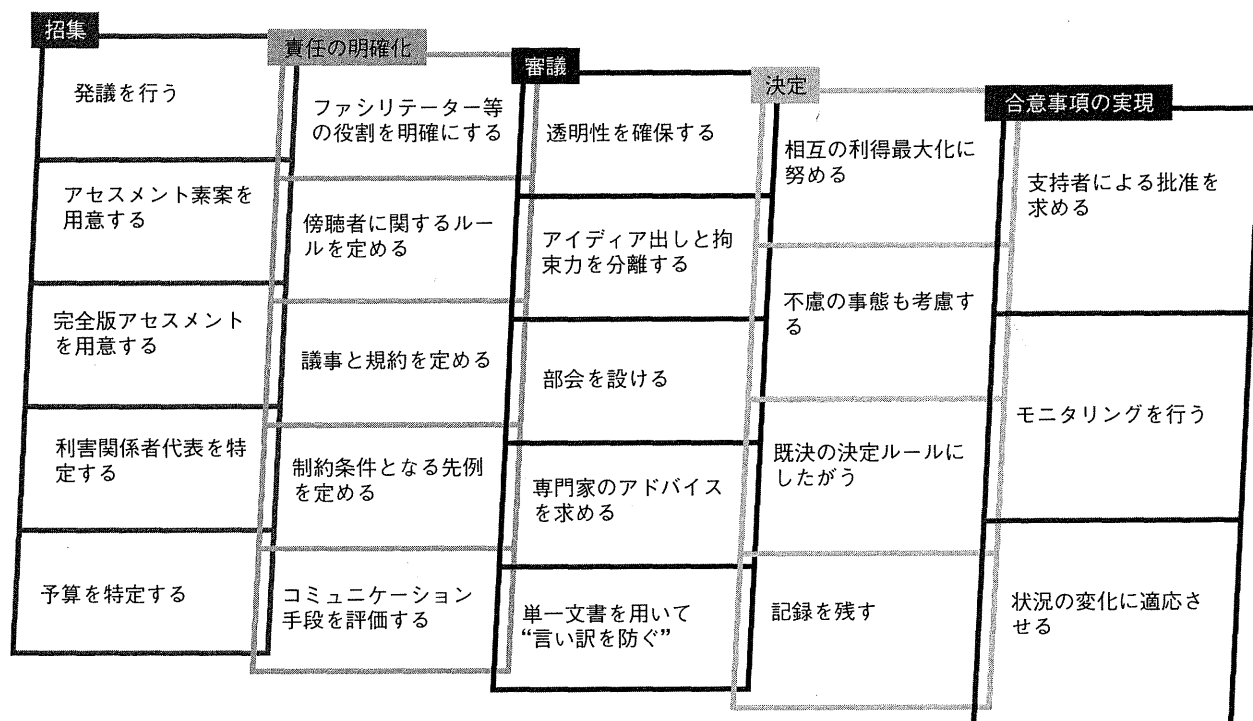 招集
発議を行う
アセスメント素案を
用意する
完全版アセスメント
を用意する
利害関係者代表を特
定する
予算を特定する
責任の明確化
ファシリテーター等
の役割を明確にする
傍聴者に関するルー
ルを定める
議事と規約を定める
制約条件となる先例
を定める
コミュニケーション
手段を評価する
審議
透明性を確保する
アイディア出しと拘
束力を分離する
部会を設ける
専門家のアドバイス
を求める
単一文書を用いて
“言い訳を防ぐ”
決定
相互の利得最大化に
努める
不慮の事態も考慮す
る
既決の決定ルールに
したがう
記録を残す
合意事項の実現
支持者による批准を
求める
モニタリングを行う
状況の変化に適応さ
せる